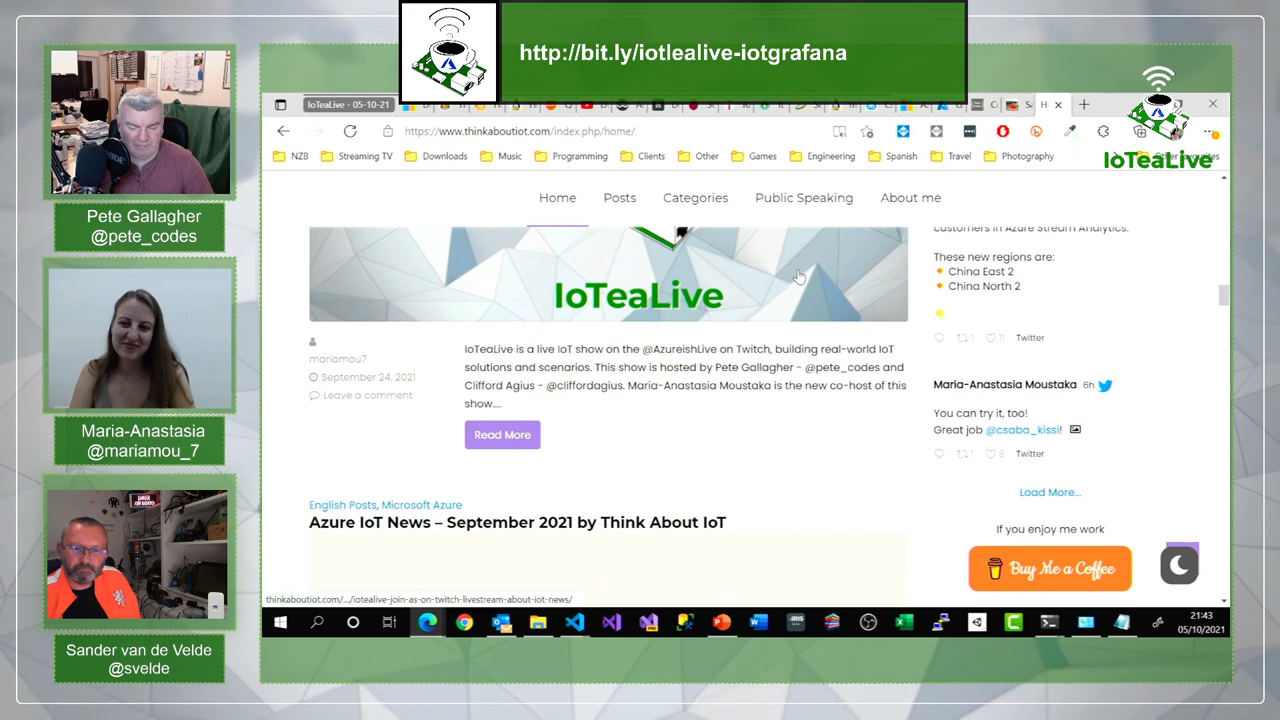 http://bit.ly/iotlealive-iotgrafana
Pete Gallagher
@pete_codes
Maria-Anastasia
@mariamou_7
Sander van de Velde
@svelde
IoTeaLive - 05-10-21
https://www.thinkaboutiot.com/index.php/home/
IoTeaLive
NZB
Streaming TV
Downloads
Music
Programming
Clients
Other
Games
Engineering
Spanish
Travel
Photography
Home
Posts
Categories
Public Speaking
About me
IoTeaLive
mariamou7
September 24, 2021
Leave a comment
IoTeaLive is a live IoT show on the @AzureishLive on Twitch, building real-world IoT
solutions and scenarios. This show is hosted by Pete Gallagher - @pete_codes and
Clifford Agius - @cliffordagius. Maria-Anastasia Moustaka is the new co-host of this
show....
Read More
English Posts, Microsoft Azure
Azure IoT News – September 2021 by Think About IoT
customers in Azure Stream Analytics.
These new regions are:
China East 2
China North 2
1 11 Twitter
Maria-Anastasia Moustaka 6h
You can try it, too!
Great job @csaba_kissi!
1 8 Twitter
Load More...
If you enjoy me work
Buy Me a Coffee
thinkaboutiot.com/.../iotealive-join-as-on-twitch-livestream-about-iot-news/
21:43
05/10/2021